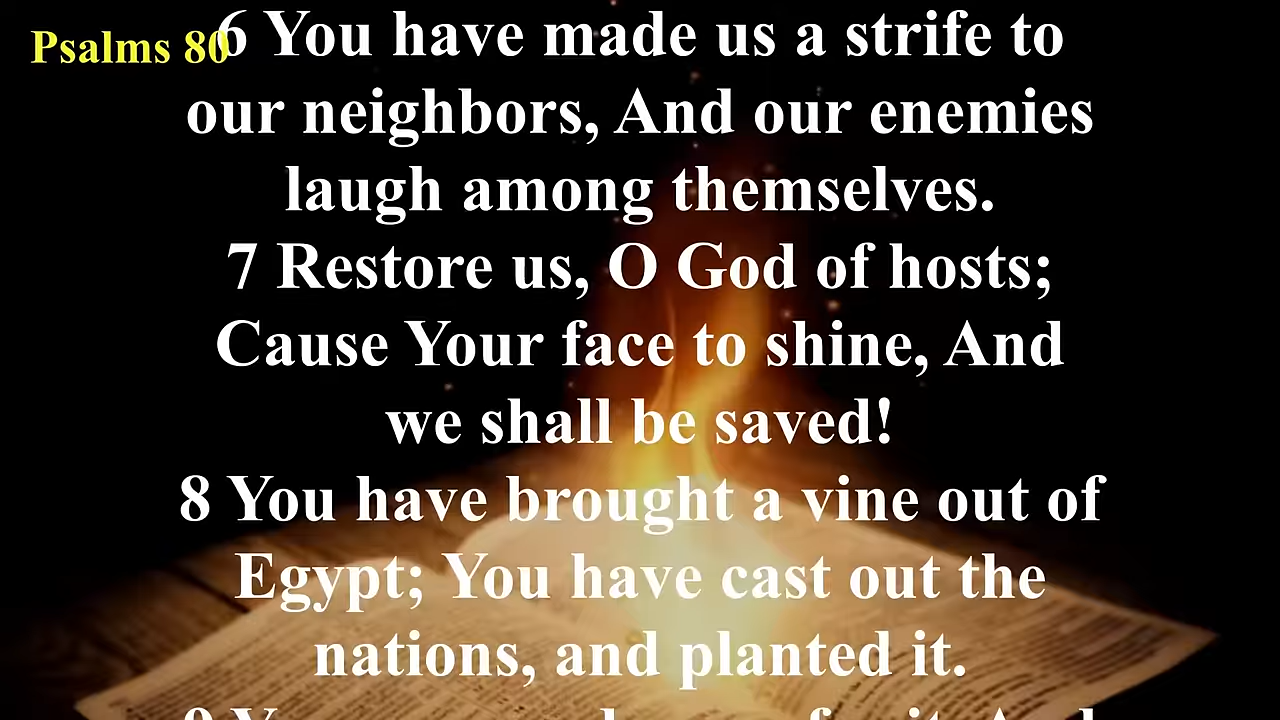 Psalms 80
6 You have made us a strife to
our neighbors, And our enemies
laugh among themselves.
7 Restore us, O God of hosts;
Cause Your face to shine, And
we shall be saved!
8 You have brought a vine out of
Egypt; You have cast out the
nations, and planted it.